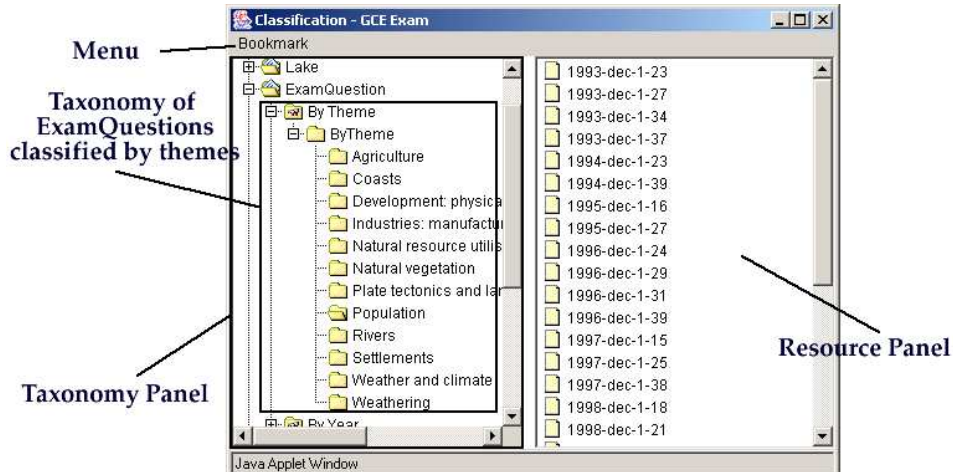 Classification - GCE Exam
Bookmark
Menu
Taxonomy of
ExamQuestions
classified by themes
Taxonomy Panel
Lake
ExamQuestion
By Theme
ByTheme
Agriculture
Coasts
Development: physica
Industries: manufactu
Natural resource utilis
Natural vegetation
Plate tectonics and lar
Population
Rivers
Settlements
Weather and climate
Weathering
By Year
1993-dec-1-23
1993-dec-1-27
1993-dec-1-34
1993-dec-1-37
1994-dec-1-23
1994-dec-1-39
1995-dec-1-16
1995-dec-1-27
1996-dec-1-24
1996-dec-1-29
1996-dec-1-31
1996-dec-1-39
1997-dec-1-15
1997-dec-1-25
1997-dec-1-38
1998-dec-1-18
1998-dec-1-21
Resource Panel
Java Applet Window